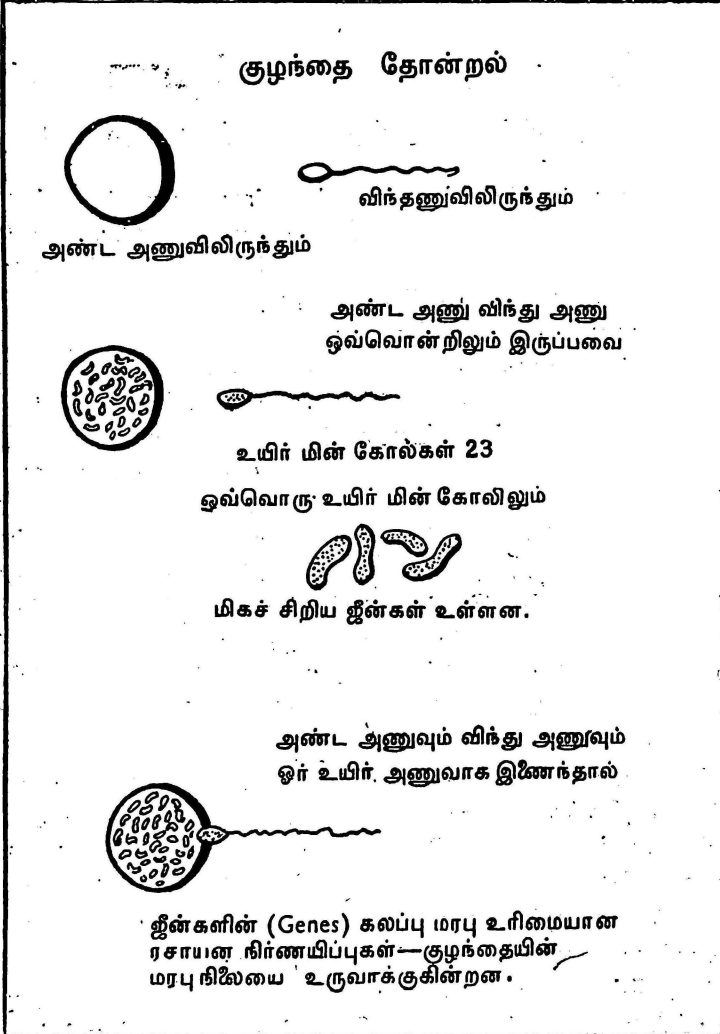 குழந்தை தோன்றல்
விந்தணுவிலிருந்தும்
அண்ட அணுவிலிருந்தும்
அண்ட அணு விந்து அணு
ஒவ்வொன்றிலும் இருப்பவை
உயிர் மின் கோல்கள் 23
ஒவ்வொரு உயிர் மின் கோலிலும்
மிகச் சிறிய ஜீன்கள் உள்ளன.
அண்ட அணுவும் விந்து அணுவும்
ஓர் உயிர் அணுவாக இணைந்தால்
ஜீன்களின் (Genes) கலப்பு மரபு உரிமையான
ரசாயன நிர்ணயிப்புகள்—குழந்தையின்
மரபு நிலையை உருவாக்குகின்றன.